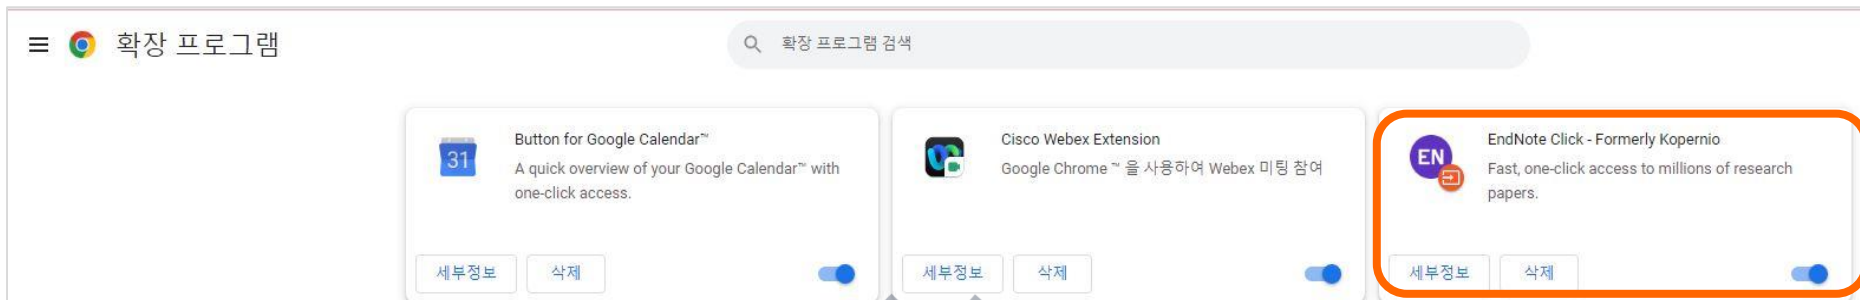 확장 프로그램
확장 프로그램 검색
31
Button for Google Calendar™
A quick overview of your Google Calendar™ with
one-click access.
세부정보 삭제
Cisco Webex Extension
Google Chrome ™ 을 사용하여 Webex 미팅 참여
세부정보 삭제
EN
EndNote Click - Formerly Kopernio
Fast, one-click access to millions of research
papers.
세부정보 삭제